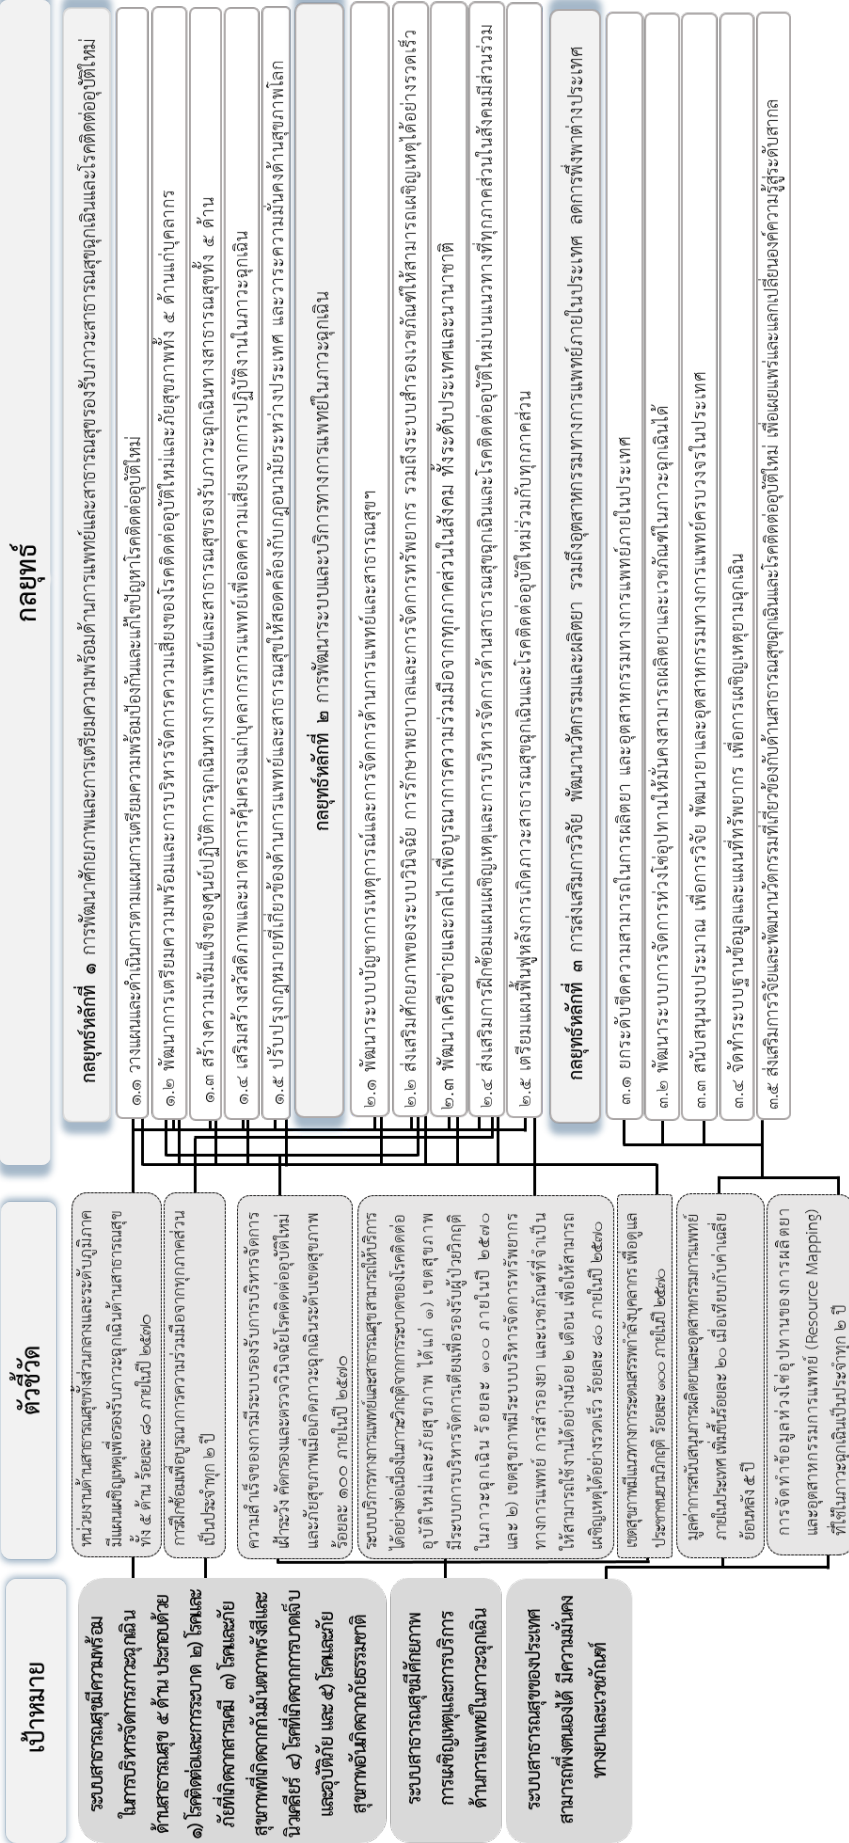 เป้าหมาย
ระบบสาธารณสุขมีความพร้อม
ในการบริหารจัดการภาวะฉุกเฉิน
ด้านสาธารณสุข ๕ ด้าน ประกอบด้วย
๑) โรคติดต่อและการระบาด ๒) โรคและ
ภัยที่เกิดจากสารเคมี ๓) โรคและภัย
สุขภาพที่เกิดจากกัมมันตภาพรังสีและ
นิวเคลียร์ ๔) โรคที่เกิดจากการบาดเจ็บ
และอุบัติภัย และ ๕) โรคและภัย
สุขภาพอันเกิดจากภัยธรรมชาติ
ระบบสาธารณสุขมีศักยภาพ
การเผชิญเหตุและการบริการ
ด้านการแพทย์ในภาวะฉุกเฉิน
ระบบสาธารณสุขของประเทศ
สามารถพึ่งตนเองได้ มีความมั่นคง
ทางยาและเวชภัณฑ์
ตัวชี้วัด
หน่วยงานด้านสาธารณสุขทั้งส่วนกลางและระดับภูมิภาค
มีแผนเผชิญเหตุเพื่อรองรับภาวะฉุกเฉินด้านสาธารณสุข
ทั้ง ๕ ด้าน ร้อยละ ๘๐ ภายในปี ๒๕๗๐
การฝึกซ้อมเพื่อบูรณาการความร่วมมือจากทุกภาคส่วน
เป็นประจำทุก ๒ ปี
ความสำเร็จของการมีระบบรองรับการบริหารจัดการ
เฝ้าระวัง คัดกรองและตรวจวินิจฉัยโรคติดต่ออุบัติใหม่
และภัยสุขภาพเมื่อเกิดภาวะฉุกเฉินระดับเขตสุขภาพ
ร้อยละ ๑๐๐ ภายในปี ๒๕๗๐
ระบบบริการทางการแพทย์และสาธารณสุขสามารถให้บริการ
ได้อย่างต่อเนื่องในภาวะวิกฤติจากการระบาดของโรคติดต่อ
อุบัติใหม่และภัยสุขภาพ ได้แก่ ๑) เขตสุขภาพ
มีระบบการบริหารจัดการเตียงเพื่อรองรับผู้ป่วยวิกฤติ
ในภาวะฉุกเฉิน ร้อยละ ๑๐๐ ภายในปี ๒๕๗๐
และ ๒) เขตสุขภาพมีระบบบริหารจัดการทรัพยากร
ทางการแพทย์ การสำรองยา และเวชภัณฑ์ที่จำเป็น
ให้สามารถใช้งานได้อย่างน้อย ๒ เดือน เพื่อให้สามารถ
เผชิญเหตุได้อย่างรวดเร็ว ร้อยละ ๘๐ ภายในปี ๒๕๗๐
เขตสุขภาพมีแนวทางการระดมสรรพกำลังบุคลากร เพื่อดูแล
ประชาชนยามวิกฤติ ร้อยละ ๑๐๐ ภายในปี ๒๕๗๐
มูลค่าการสนับสนุนการผลิตยาและอุตสาหกรรมการแพทย์
ภายในประเทศ เพิ่มขึ้นร้อยละ ๒๐ เมื่อเทียบกับค่าเฉลี่ย
ย้อนหลัง ๕ ปี
การจัดทำข้อมูลห่วงโซ่อุปทานของการผลิตยา
และอุตสาหกรรมการแพทย์ (Resource Mapping)
ที่ใช้ในภาวะฉุกเฉินเป็นประจำทุก ๒ ปี
กลยุทธ์
กลยุทธ์หลักที่ ๑ การพัฒนาศักยภาพและการเตรียมความพร้อมด้านการแพทย์และสาธารณสุขรองรับภาวะสาธารณสุขฉุกเฉินและโรคติดต่ออุบัติใหม่
๑.๑ วางแผนและดำเนินการตามแผนการเตรียมความพร้อมป้องกันและแก้ไขปัญหาโรคติดต่ออุบัติใหม่
๑.๒ พัฒนาการเตรียมความพร้อมและการบริหารจัดการความเสี่ยงของโรคติดต่ออุบัติใหม่และภัยสุขภาพทั้ง ๕ ด้านแก่บุคลากร
๑.๓ สร้างความเข้มแข็งของศูนย์ปฏิบัติการฉุกเฉินทางการแพทย์และสาธารณสุขรองรับภาวะฉุกเฉินทางสาธารณสุขทั้ง ๕ ด้าน
๑.๔ เสริมสร้างสวัสดิภาพและมาตรการคุ้มครองแก่บุคลากรการแพทย์เพื่อลดความเสี่ยงจากการปฏิบัติงานในภาวะฉุกเฉิน
๑.๕ ปรับปรุงกฎหมายที่เกี่ยวข้องด้านการแพทย์และสาธารณสุขให้สอดคล้องกับกฎอนามัยระหว่างประเทศ และวาระความมั่นคงด้านสุขภาพโลก
กลยุทธ์หลักที่ ๒ การพัฒนาระบบและบริการทางการแพทย์ในภาวะฉุกเฉิน
๒.๑ พัฒนาระบบบัญชาการเหตุการณ์และการจัดการด้านการแพทย์และสาธารณสุขฯ
๒.๒ ส่งเสริมศักยภาพของระบบวินิจฉัย การรักษาพยาบาลและการจัดการทรัพยากร รวมถึงระบบสำรองเวชภัณฑ์ให้สามารถเผชิญเหตุได้อย่างรวดเร็ว
๒.๓ พัฒนาเครือข่ายและกลไกเพื่อบูรณาการความร่วมมือจากทุกภาคส่วนในสังคม ทั้งระดับประเทศและนานาชาติ
๒.๔ ส่งเสริมการฝึกซ้อมแผนเผชิญเหตุและการบริหารจัดการด้านสาธารณสุขฉุกเฉินและโรคติดต่ออุบัติใหม่บนแนวทางที่ทุกภาคส่วนในสังคมมีส่วนร่วม
๒.๕ เตรียมแผนฟื้นฟูหลังการเกิดภาวะสาธารณสุขฉุกเฉินและโรคติดต่ออุบัติใหม่ร่วมกับทุกภาคส่วน
กลยุทธ์หลักที่ ๓ การส่งเสริมการวิจัย พัฒนานวัตกรรมและผลิตยา รวมถึงอุตสาหกรรมทางการแพทย์ภายในประเทศ ลดการพึ่งพาต่างประเทศ
๓.๑ ยกระดับขีดความสามารถในการผลิตยา และอุตสาหกรรมทางการแพทย์ภายในประเทศ
๓.๒ พัฒนาระบบการจัดการห่วงโซ่อุปทานให้มั่นคงสามารถผลิตยาและเวชภัณฑ์ในภาวะฉุกเฉินได้
๓.๓ สนับสนุนงบประมาณ เพื่อการวิจัย พัฒนายาและอุตสาหกรรมทางการแพทย์ครบวงจรในประเทศ
๓.๔ จัดทำระบบฐานข้อมูลและแผนที่ทรัพยากร เพื่อการเผชิญเหตุยามฉุกเฉิน
๓.๕ ส่งเสริมการวิจัยและพัฒนานวัตกรรมที่เกี่ยวข้องกับด้านสาธารณสุขฉุกเฉินและโรคติดต่ออุบัติใหม่ เพื่อเผยแพร่และแลกเปลี่ยนองค์ความรู้สู่ระดับสากล